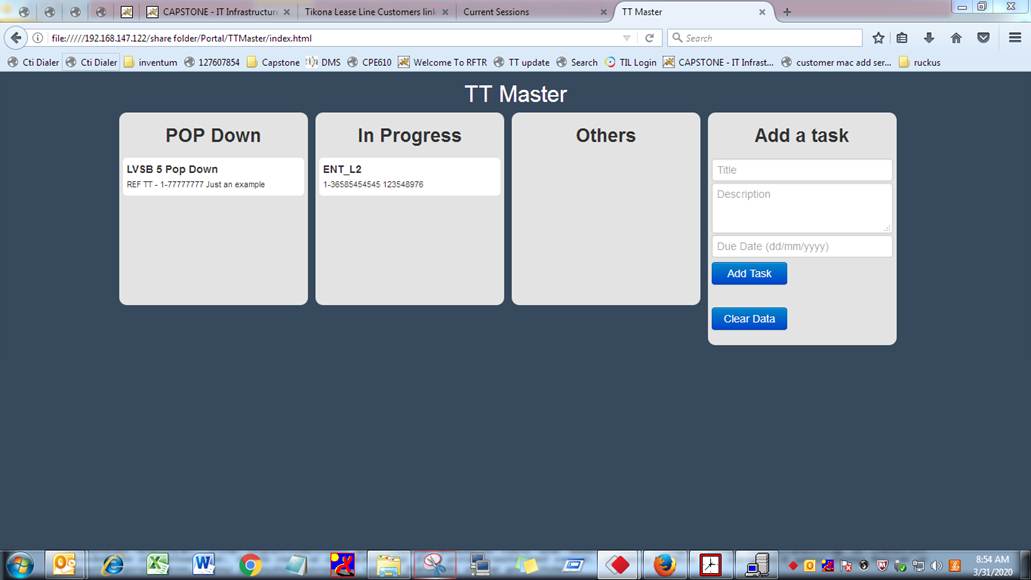 CAPSTONE - IT Infrastructure
Tikona Lease Line Customers link
Current Sessions
TT Master
file://///192.168.147.122/share folder/Portal/TTMaster/index.html
Search
Cti Dialer
Cti Dialer
inventum
127607854
Capstone
DMS
CPE610
Welcome To RFTR
TT update
Search
TIL Login
CAPSTONE - IT Infrast...
customer mac add ser...
ruckus
TT Master
POP Down
LVSB 5 Pop Down
REF TT - 1-77777777 Just an example
In Progress
ENT_L2
1-36585454545 123548976
Others
Add a task
Title
Description
Due Date (dd/mm/yyyy)
Add Task
Clear Data
8:54 AM
3/31/2020